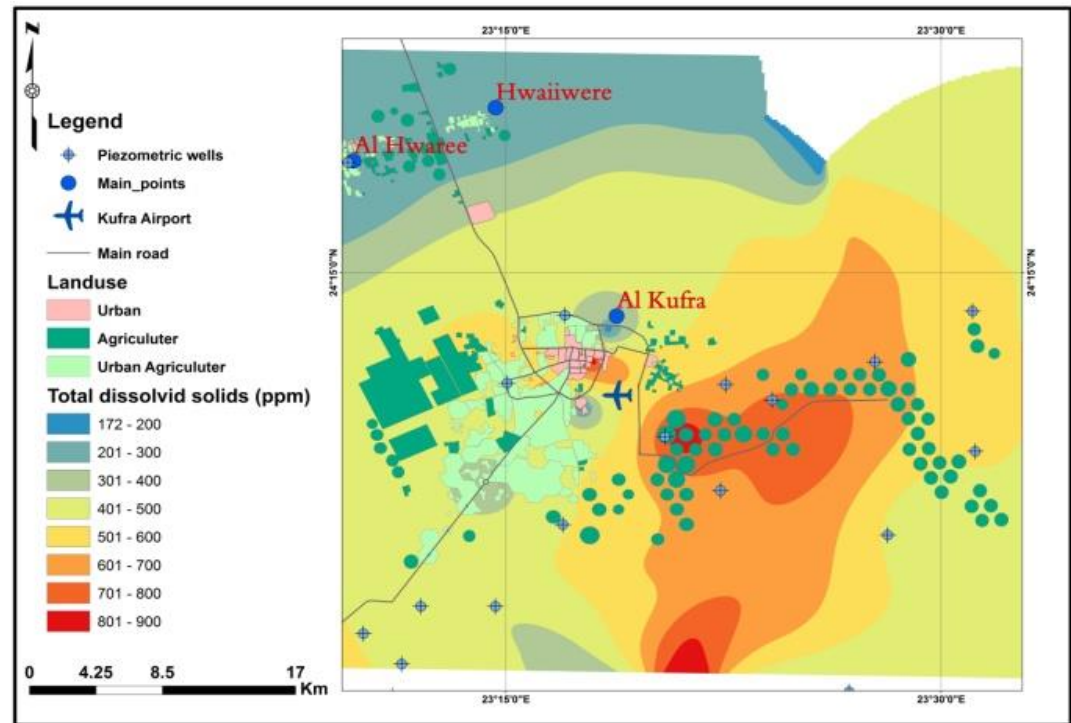 23°15'0"E 23°30'0"E
N
Hwaiiwere
Al Hwaree
Legend
Piezometric wells
Main_points
Kufra Airport
Main road
Landuse
Urban
Agriculuter
Urban Agriculuter
Total dissolvid solids (ppm)
172 - 200
201 - 300
301 - 400
401 - 500
501 - 600
601 - 700
701 - 800
801 - 900
24°15'0"N 24°15'0"N
Al Kufra
0 4.25 8.5 17
Km
23°15'0"E 23°30'0"E